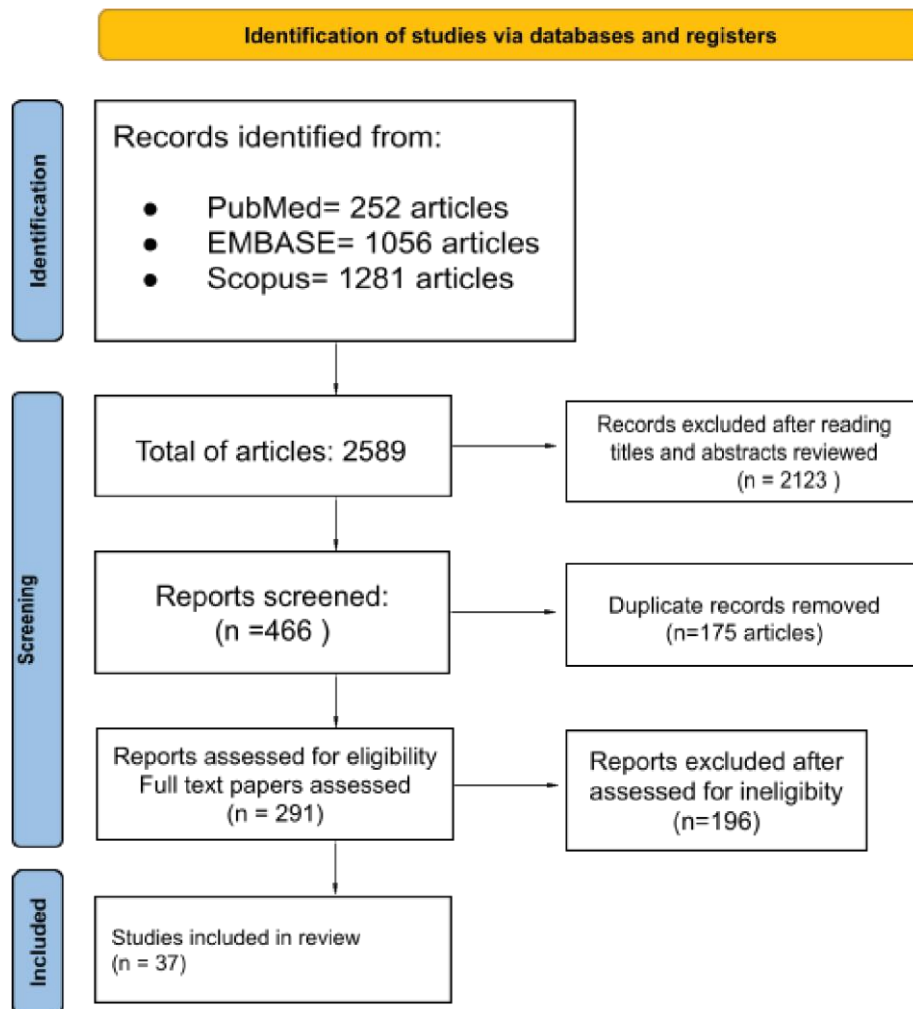 Identification of studies via databases and registers
Identification
Records identified from:
● PubMed= 252 articles
● EMBASE= 1056 articles
● Scopus= 1281 articles
Screening
Total of articles: 2589
Records excluded after reading
titles and abstracts reviewed
(n = 2123 )
Reports screened:
(n =466 )
Duplicate records removed
(n=175 articles)
Reports assessed for eligibility
Full text papers assessed
(n = 291)
Reports excluded after
assessed for ineligibity
(n=196)
Included
Studies included in review
(n = 37)